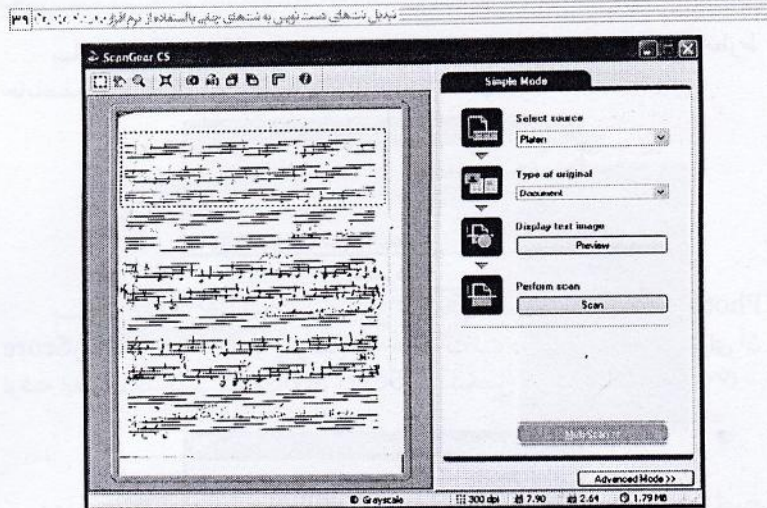 تبدیل نت‌های دست نویس به نت‌های چاپی با استفاده از نرم افزار
۳۹
ScanGear CS
Simple Mode
Select source
Platen
Type of original
Document
Display text image
Preview
Perform scan
Scan
Advanced Mode >>
Grayscale
300 dpi
7.90
2.64
1.79 MB